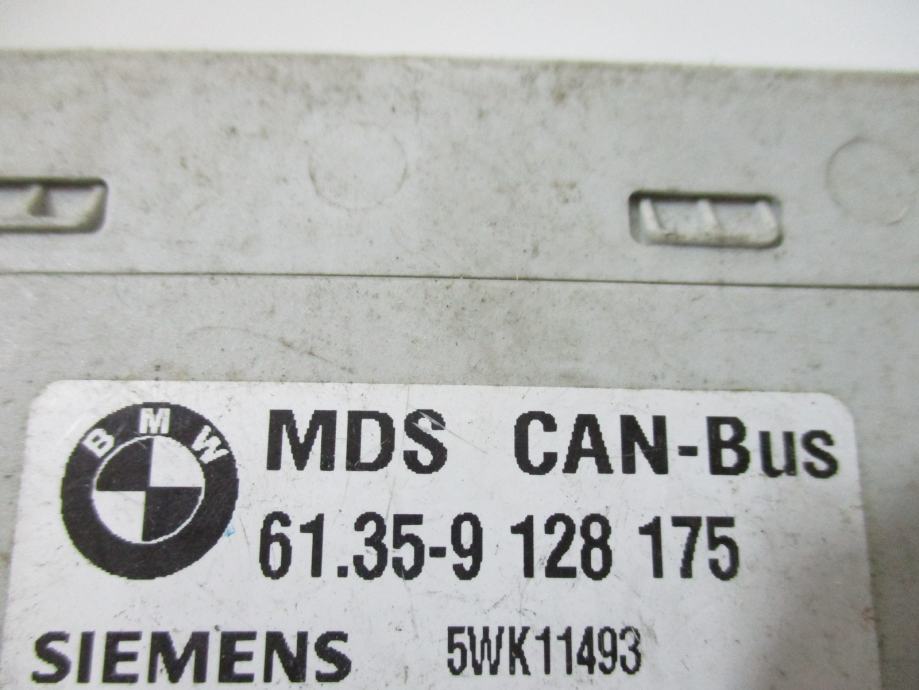 BMW
MDS CAN-Bus
61.35-9 128 175
SIEMENS 5WK11493